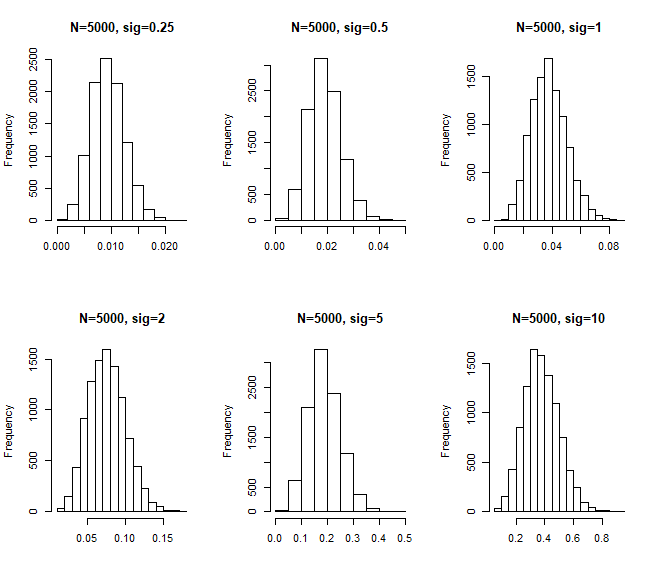 N=5000, sig=0.25
N=5000, sig=0.5
N=5000, sig=1
Frequency
0 500 1000 1500 2000 2500
0.000 0.010 0.020
Frequency
0 500 1500 2500
0.00 0.02 0.04
Frequency
0 500 1000 1500
0.00 0.04 0.08
N=5000, sig=2
N=5000, sig=5
N=5000, sig=10
Frequency
0 500 1000 1500
0.05 0.10 0.15
Frequency
0 500 1500 2500
0.0 0.1 0.2 0.3 0.4 0.5
Frequency
0 500 1000 1500
0.2 0.4 0.6 0.8